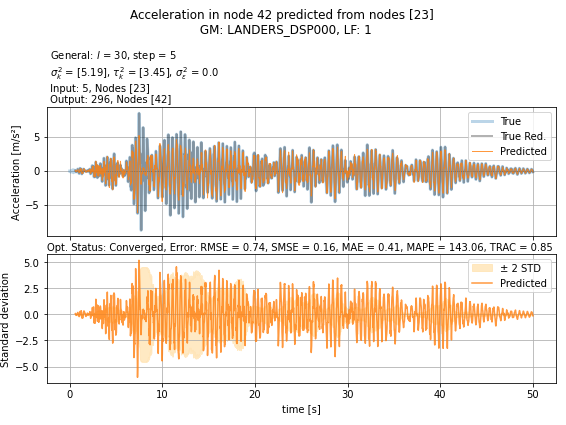 Acceleration in node 42 predicted from nodes [23]
GM: LANDERS_DSP000, LF: 1
General: l = 30, step = 5
σ²ₖ = [5.19], τ²ₖ = [3.45], σ²ε = 0.0
Input: 5, Nodes [23]
Output: 296, Nodes [42]
Acceleration [m/s²]
5
0
−5
True
True Red.
Predicted
Opt. Status: Converged, Error: RMSE = 0.74, SMSE = 0.16, MAE = 0.41, MAPE = 143.06, TRAC = 0.85
Standard deviation
5.0
2.5
0.0
−2.5
−5.0
± 2 STD
Predicted
0 10 20 30 40 50
time [s]